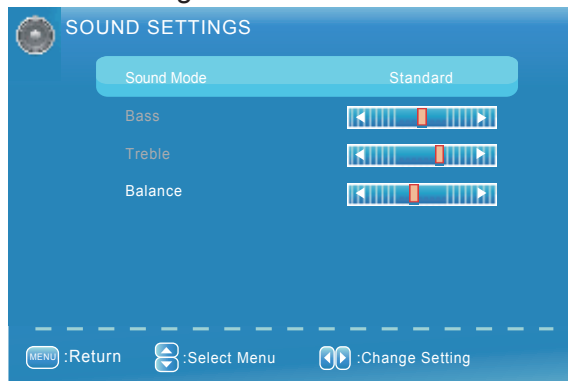 SOUND SETTINGS
Sound Mode Standard
Bass
Treble
Balance
MENU :Return :Select Menu :Change Setting